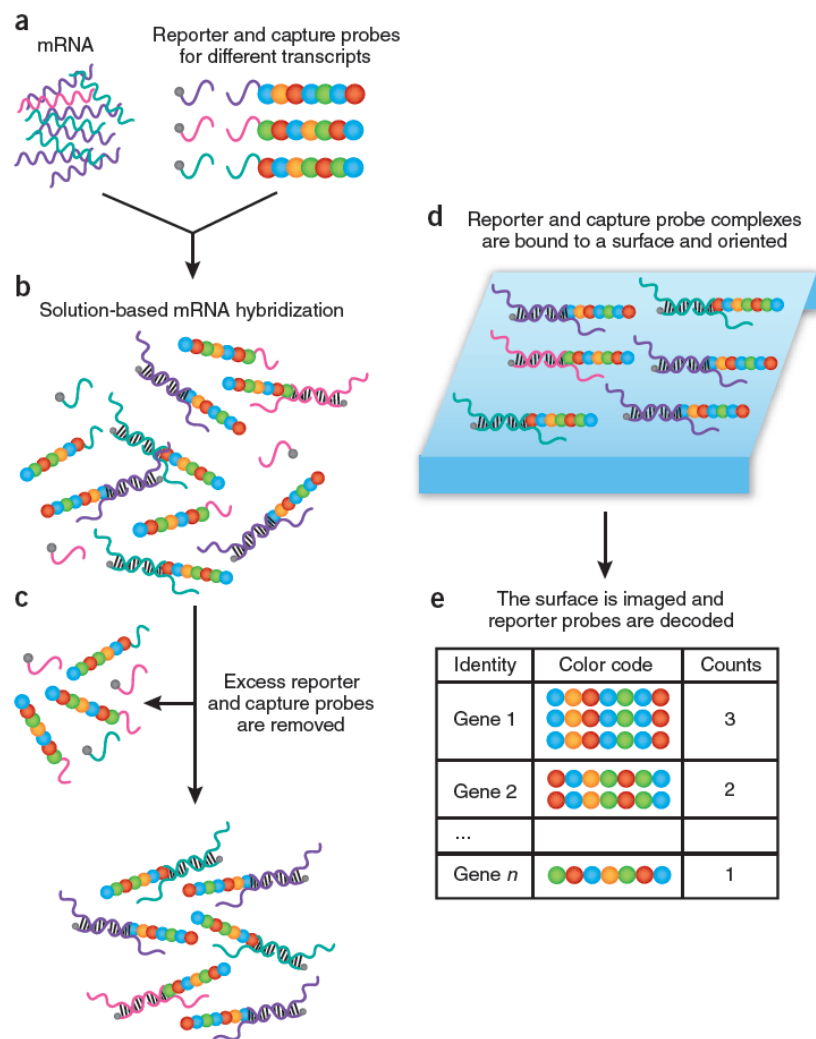 a
mRNA
Reporter and capture probes
for different transcripts
b
Solution-based mRNA hybridization
c
Excess reporter
and capture probes
are removed
d
Reporter and capture probe complexes
are bound to a surface and oriented
e
The surface is imaged and
reporter probes are decoded
Identity Color code Counts
Gene 1 3
Gene 2 2
...
Gene n 1